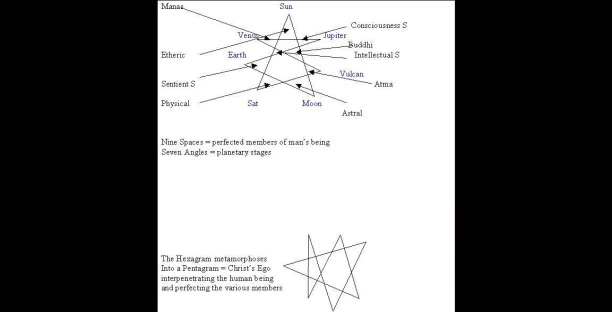 Manas
Sun
Consciousness S
Venus
Jupiter
Buddhi
Etheric
Earth
Intellectual S
Vulcan
Sentient S
Atma
Physical
Sat
Moon
Astral
Nine Spaces = perfected members of man's being
Seven Angles = planetary stages
The Hexagram metamorphoses
Into a Pentagram = Christ's Ego
interpenetrating the human being
and perfecting the various members